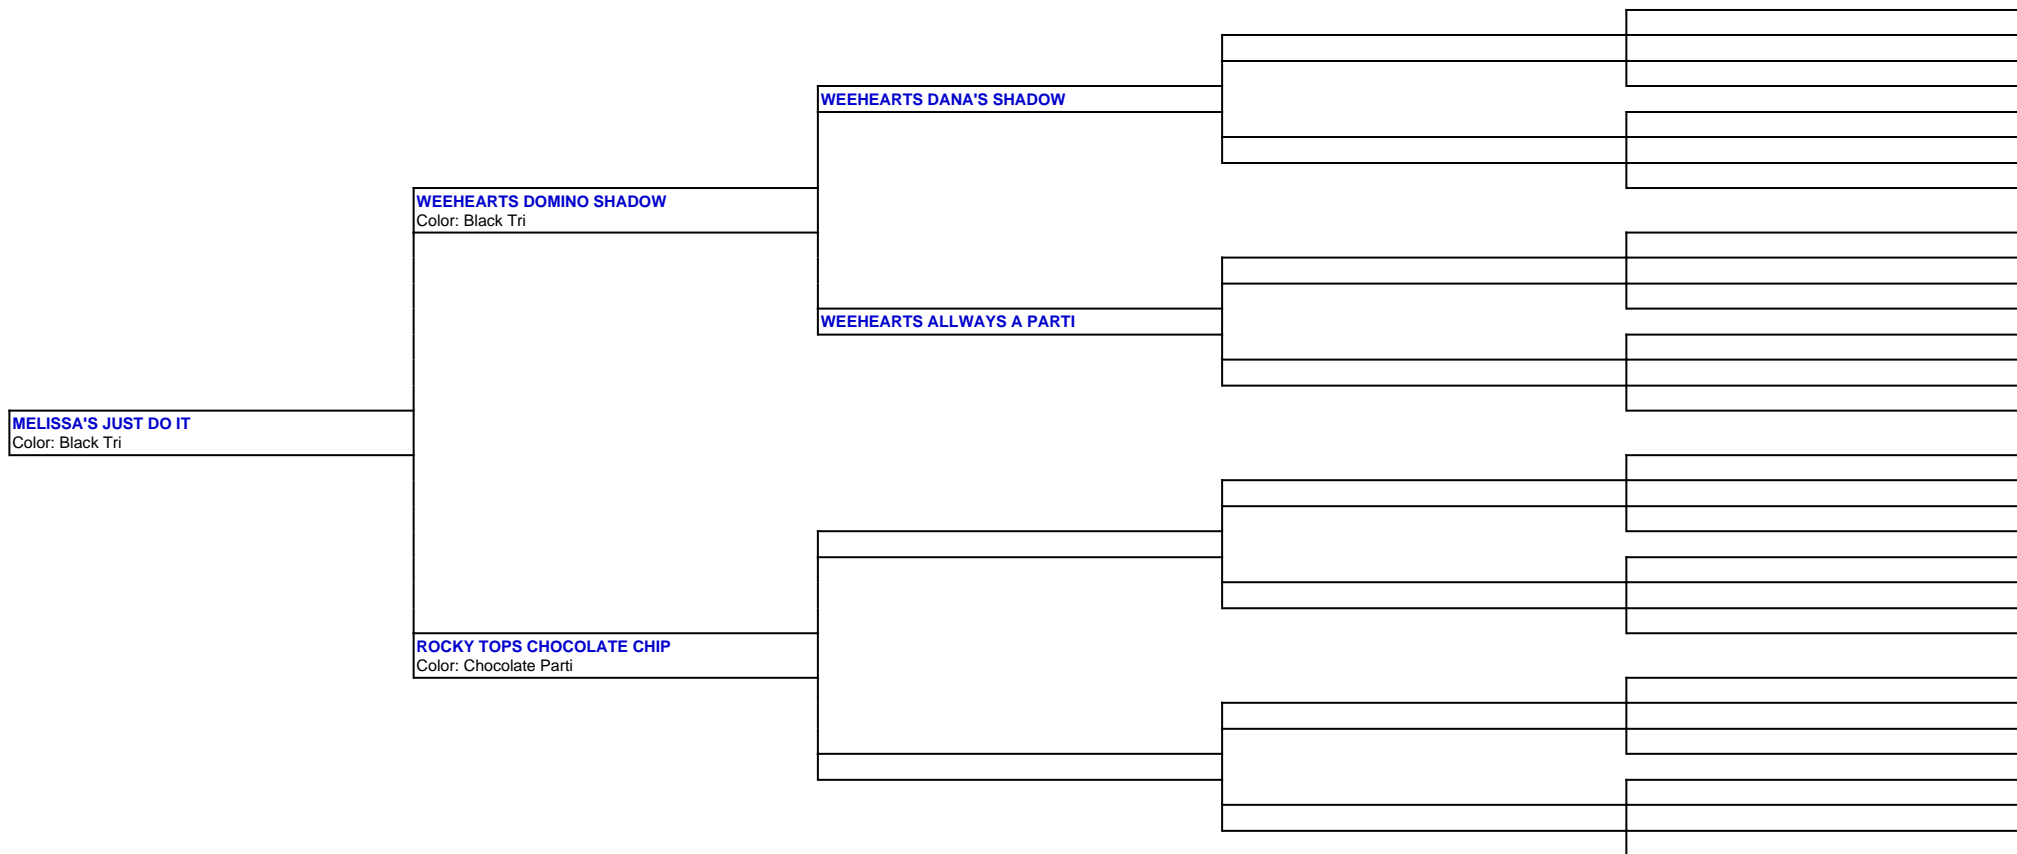 WEEHEARTS DANA'S SHADOW
WEEHEARTS DOMINO SHADOW
Color: Black Tri
WEEHEARTS ALLWAYS A PARTI
MELISSA'S JUST DO IT
Color: Black Tri
ROCKY TOPS CHOCOLATE CHIP
Color: Chocolate Parti